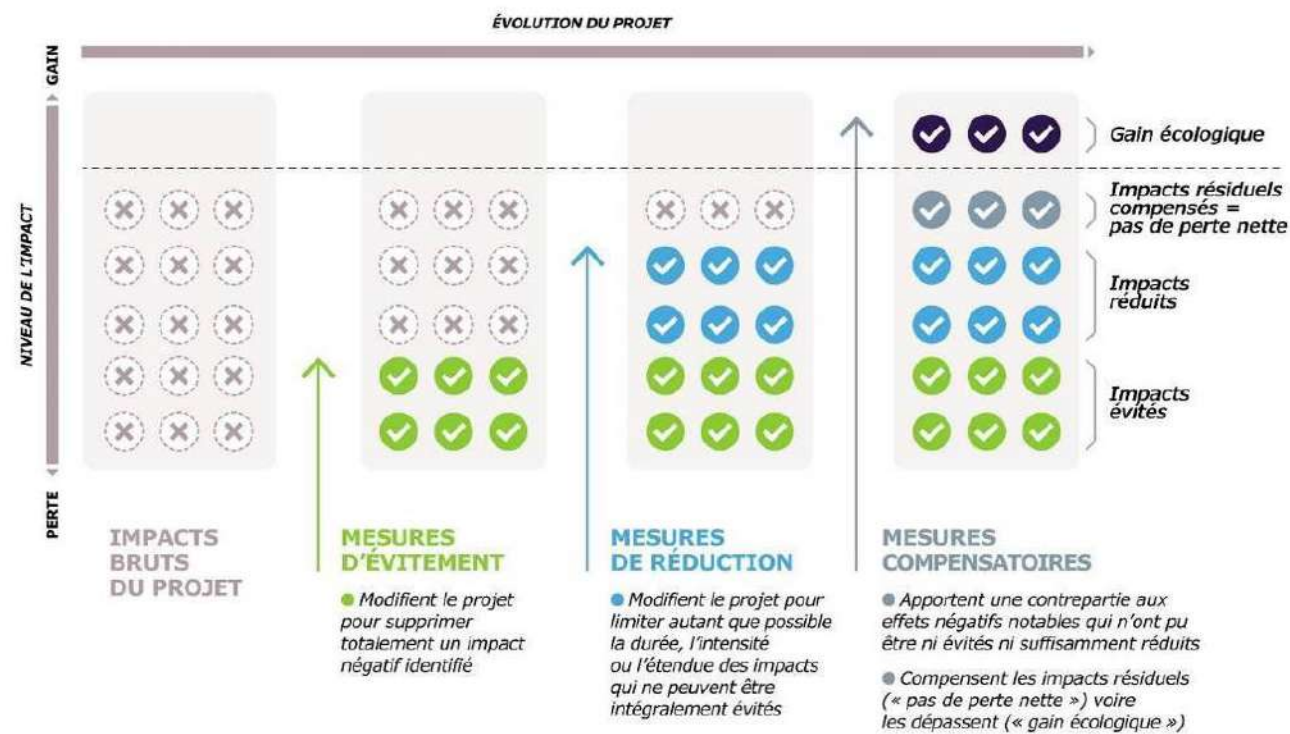 ÉVOLUTION DU PROJET
GAIN
NIVEAU DE L'IMPACT
PERTE
Gain écologique
Impacts résiduels
compensés =
pas de perte nette
Impacts
réduits
Impacts
évités
IMPACTS
BRUTS
DU PROJET
MESURES
D'ÉVITEMENT
Modifient le projet
pour supprimer
totalement un impact
négatif identifié
MESURES
DE RÉDUCTION
Modifient le projet pour
limiter autant que possible
la durée, l'intensité
ou l'étendue des impacts
qui ne peuvent être
intégralement évités
MESURES
COMPENSATOIRES
Apportent une contrepartie aux
effets négatifs notables qui n'ont pu
être ni évités ni suffisamment réduits
Compensent les impacts résiduels
(« pas de perte nette ») voire
les dépassent (« gain écologique »)